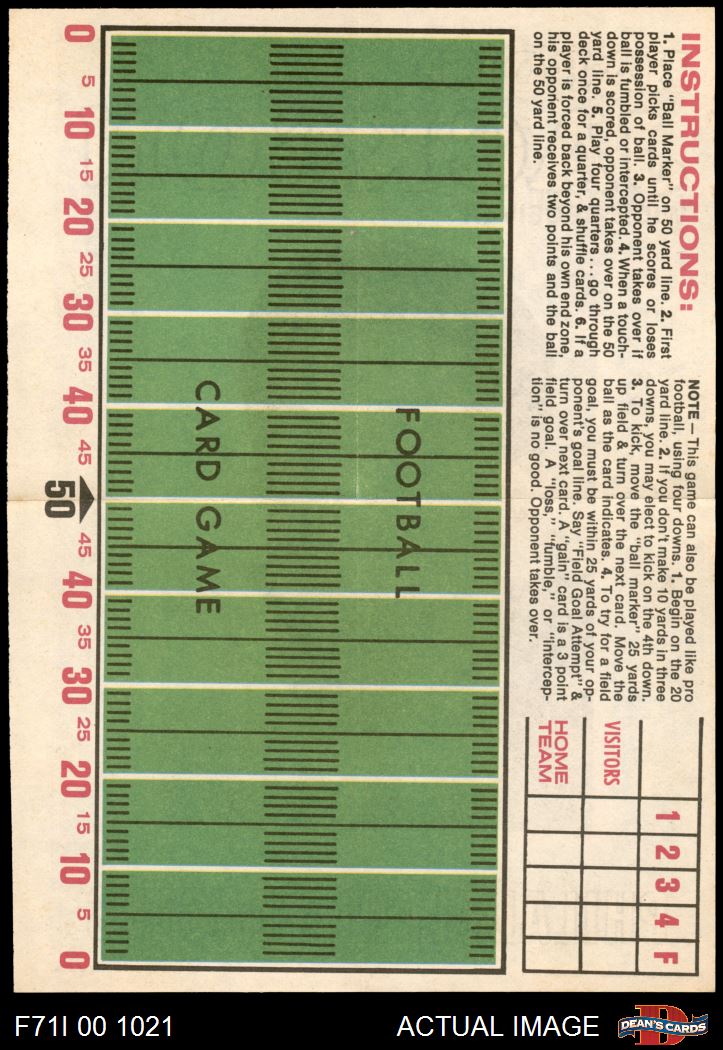 INSTRUCTIONS:
1. Place "Ball Marker" on 50 yard line. 2. First
player picks cards until he scores or loses
possession of ball. 3. Opponent takes over if
ball is fumbled or intercepted. 4. When a touch-
down is scored, opponent takes over on the 50
yard line. 5. Play four quarters...go through
deck once for a quarter, & shuffle cards. 6. If a
player is forced back beyond his own end zone,
his opponent receives two points and the ball
on the 50 yard line.
NOTE—This game can also be played like pro
football, using four downs. 1. Begin on the 20
yard line. 2. If you don't make 10 yards in three
downs, you may elect to kick on the 4th down.
3. To kick, move the "ball marker" 25 yards
up field & turn over the next card. Move the
ball as the card indicates. 4. To try for a field
goal, you must be within 25 yards of your op-
ponent's goal line. Say "Field Goal Attempt" &
turn over next card. A "gain" card is a 3 point
field goal. A "loss," "fumble," or "intercep-
tion" is no good. Opponent takes over.
1 2 3 4 F
VISITORS
HOME
TEAM
FOOTBALL
CARD GAME
0 5 10 15 20 25 30 35 40 45 50 45 40 35 30 25 20 15 10 5 0
F71I 00 1021
ACTUAL IMAGE
D
DEAN'S CARDS